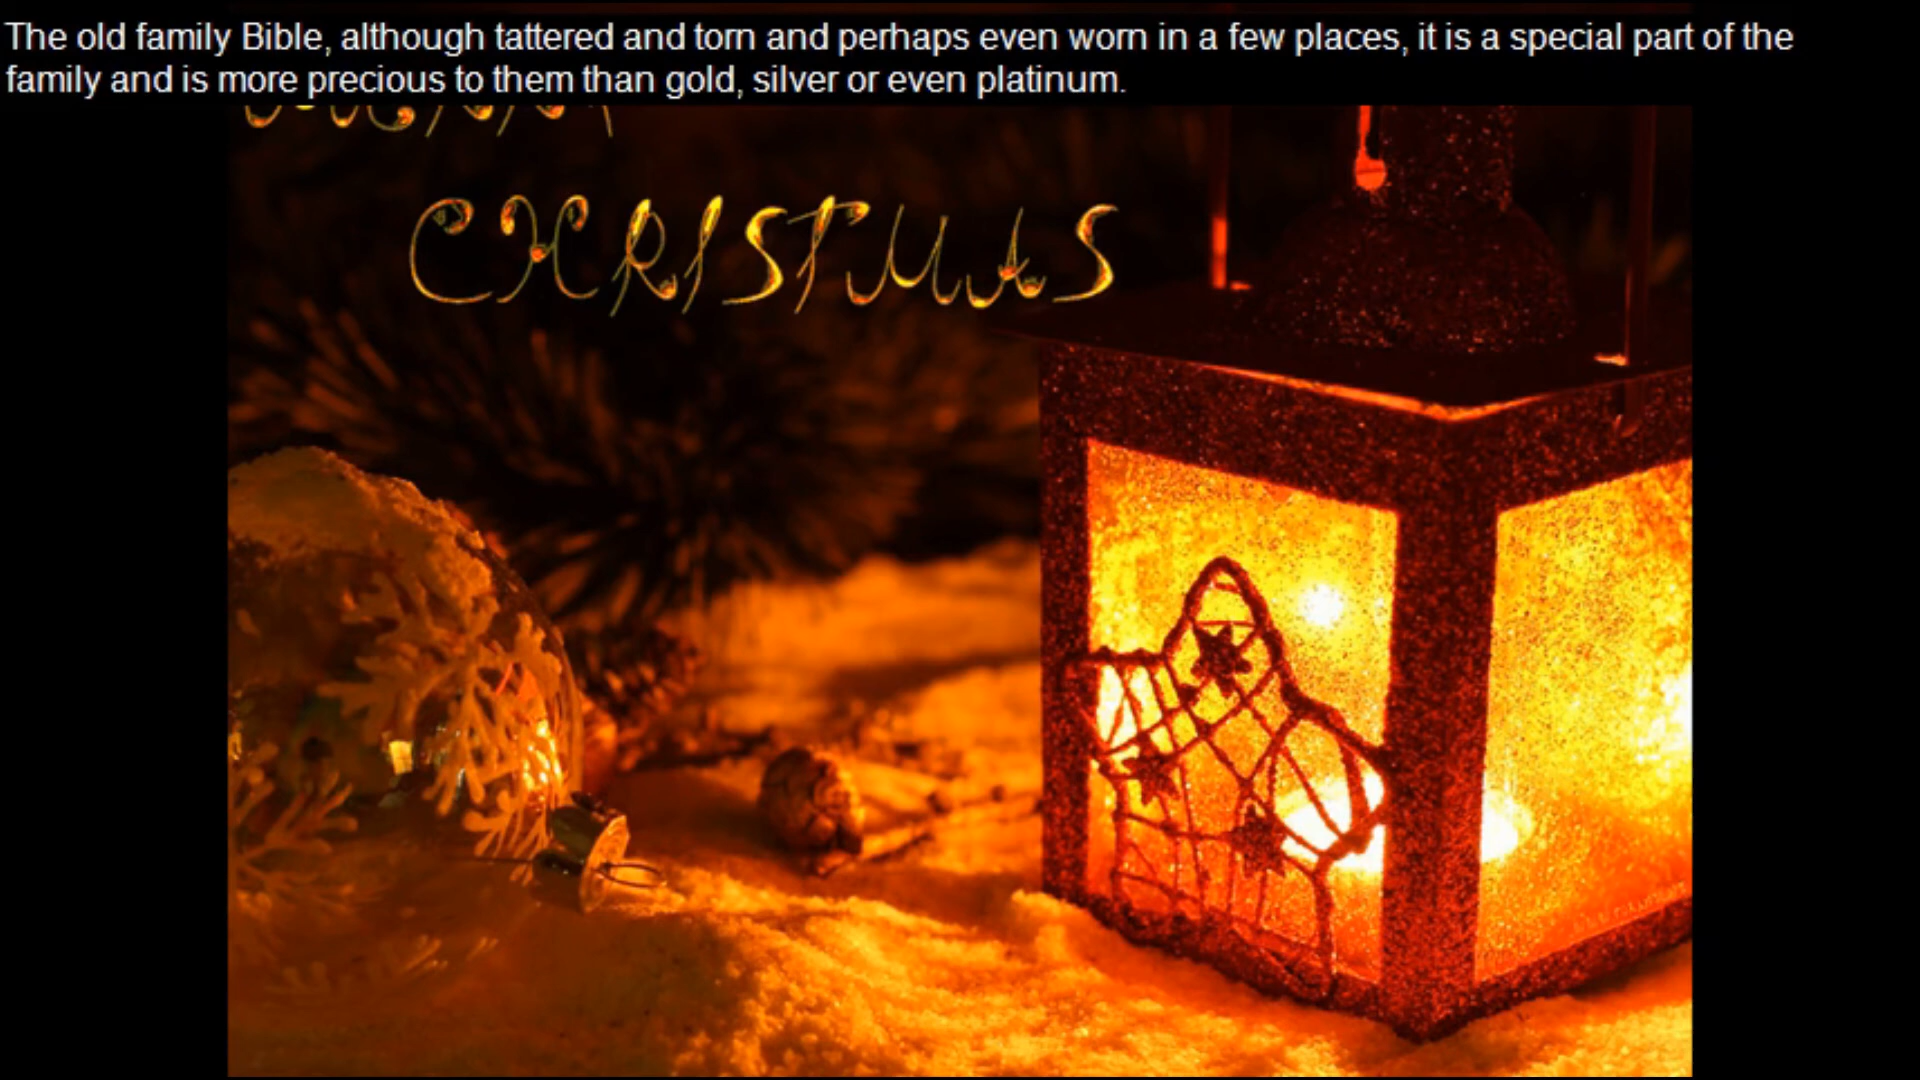 The old family Bible, although tattered and torn and perhaps even worn in a few places, it is a special part of the
family and is more precious to them than gold, silver or even platinum.
CHRISTMAS